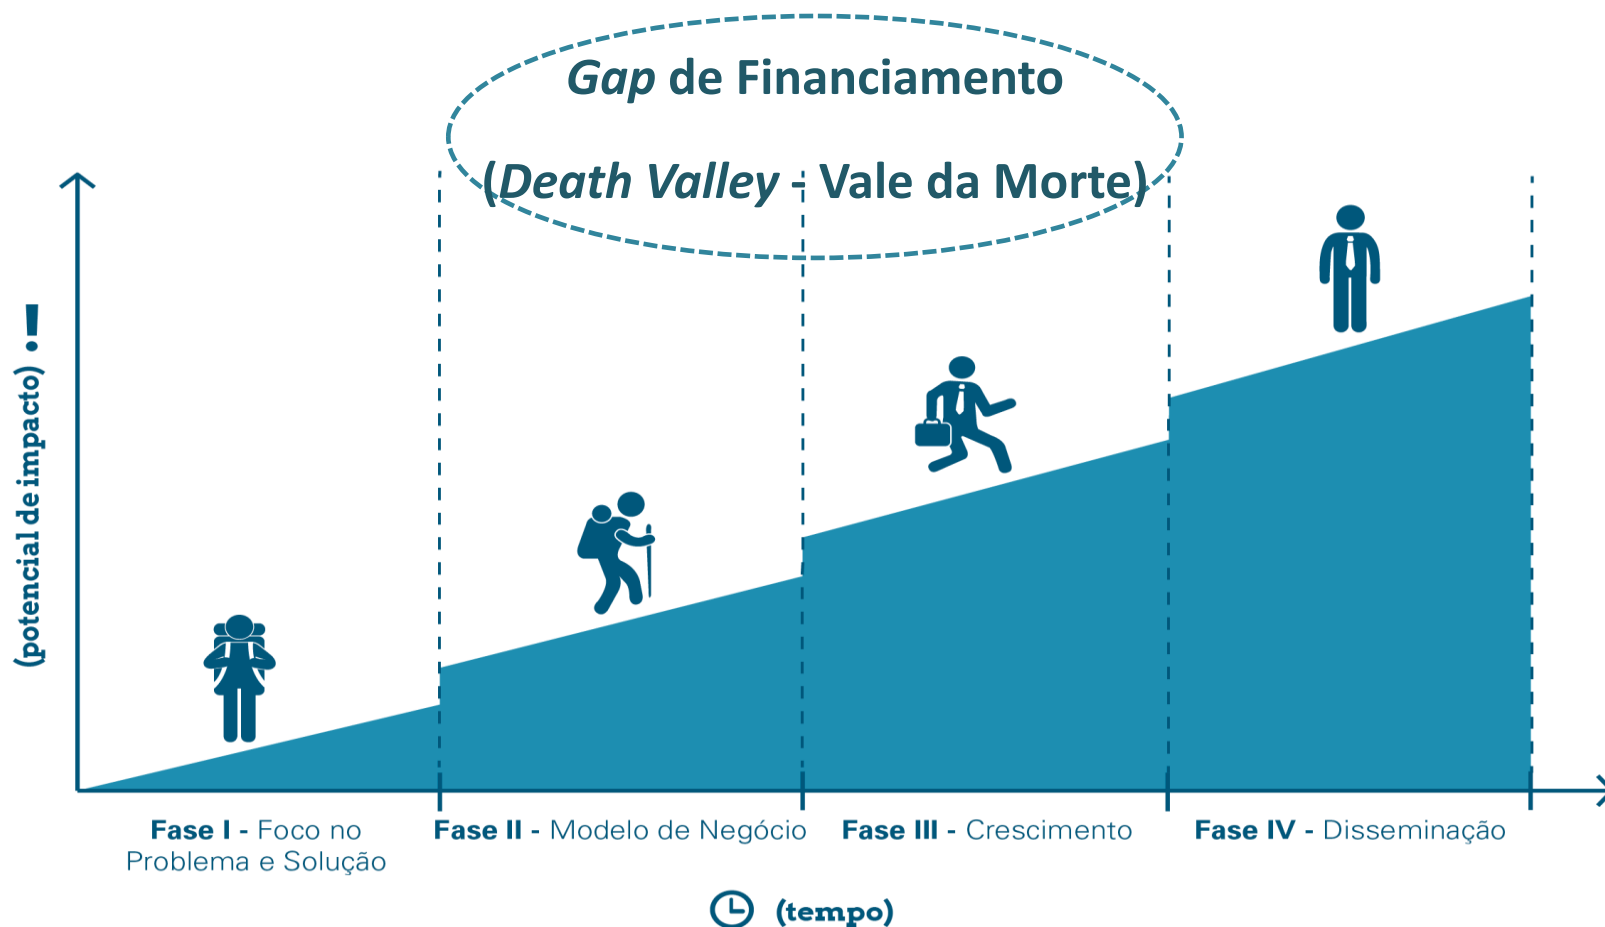 Gap de Financiamento
(Death Valley - Vale da Morte)
(potencial de impacto)
Fase I - Foco no
Problema e Solução
Fase II - Modelo de Negócio
Fase III - Crescimento
Fase IV - Disseminação
(tempo)